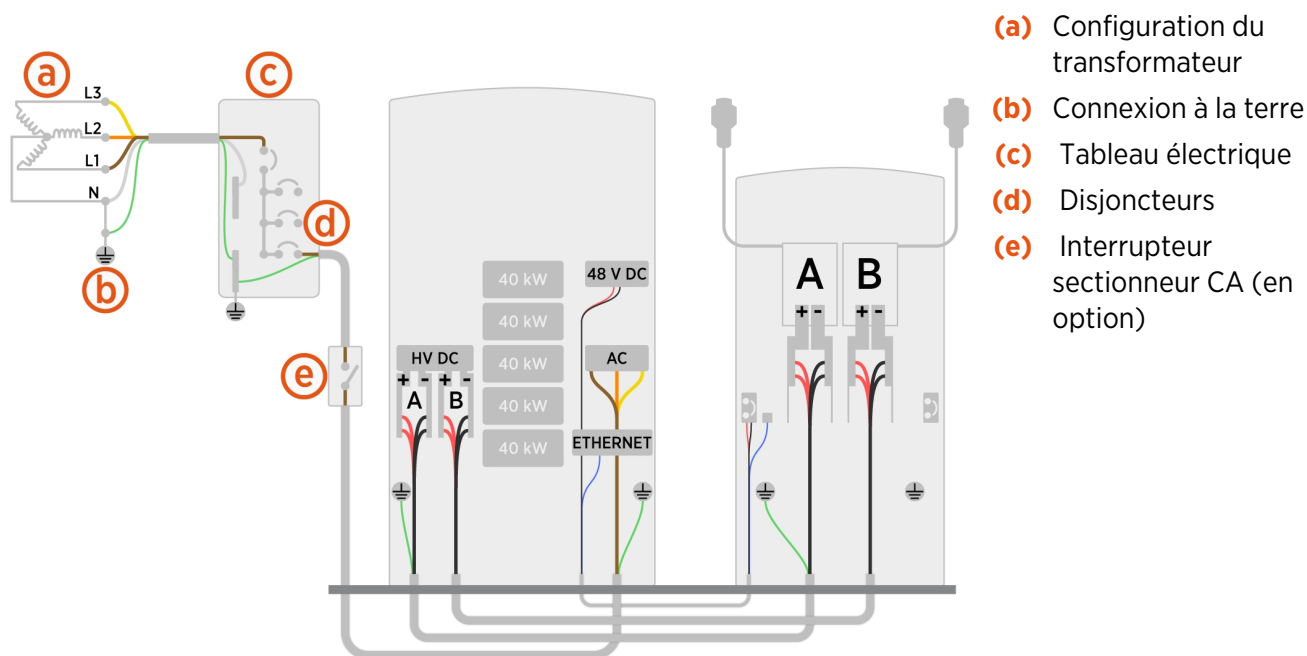 (a) Configuration du
transformateur
(b) Connexion à la terre
(c) Tableau électrique
(d) Disjoncteurs
(e) Interrupteur
sectionneur CA (en
option)
a
L3
L2
L1
N
b
c
d
e
40 kW
40 kW
40 kW
40 kW
40 kW
48 V DC
HV DC
+ - + -
A B
AC
ETHERNET
A B
+ - + -